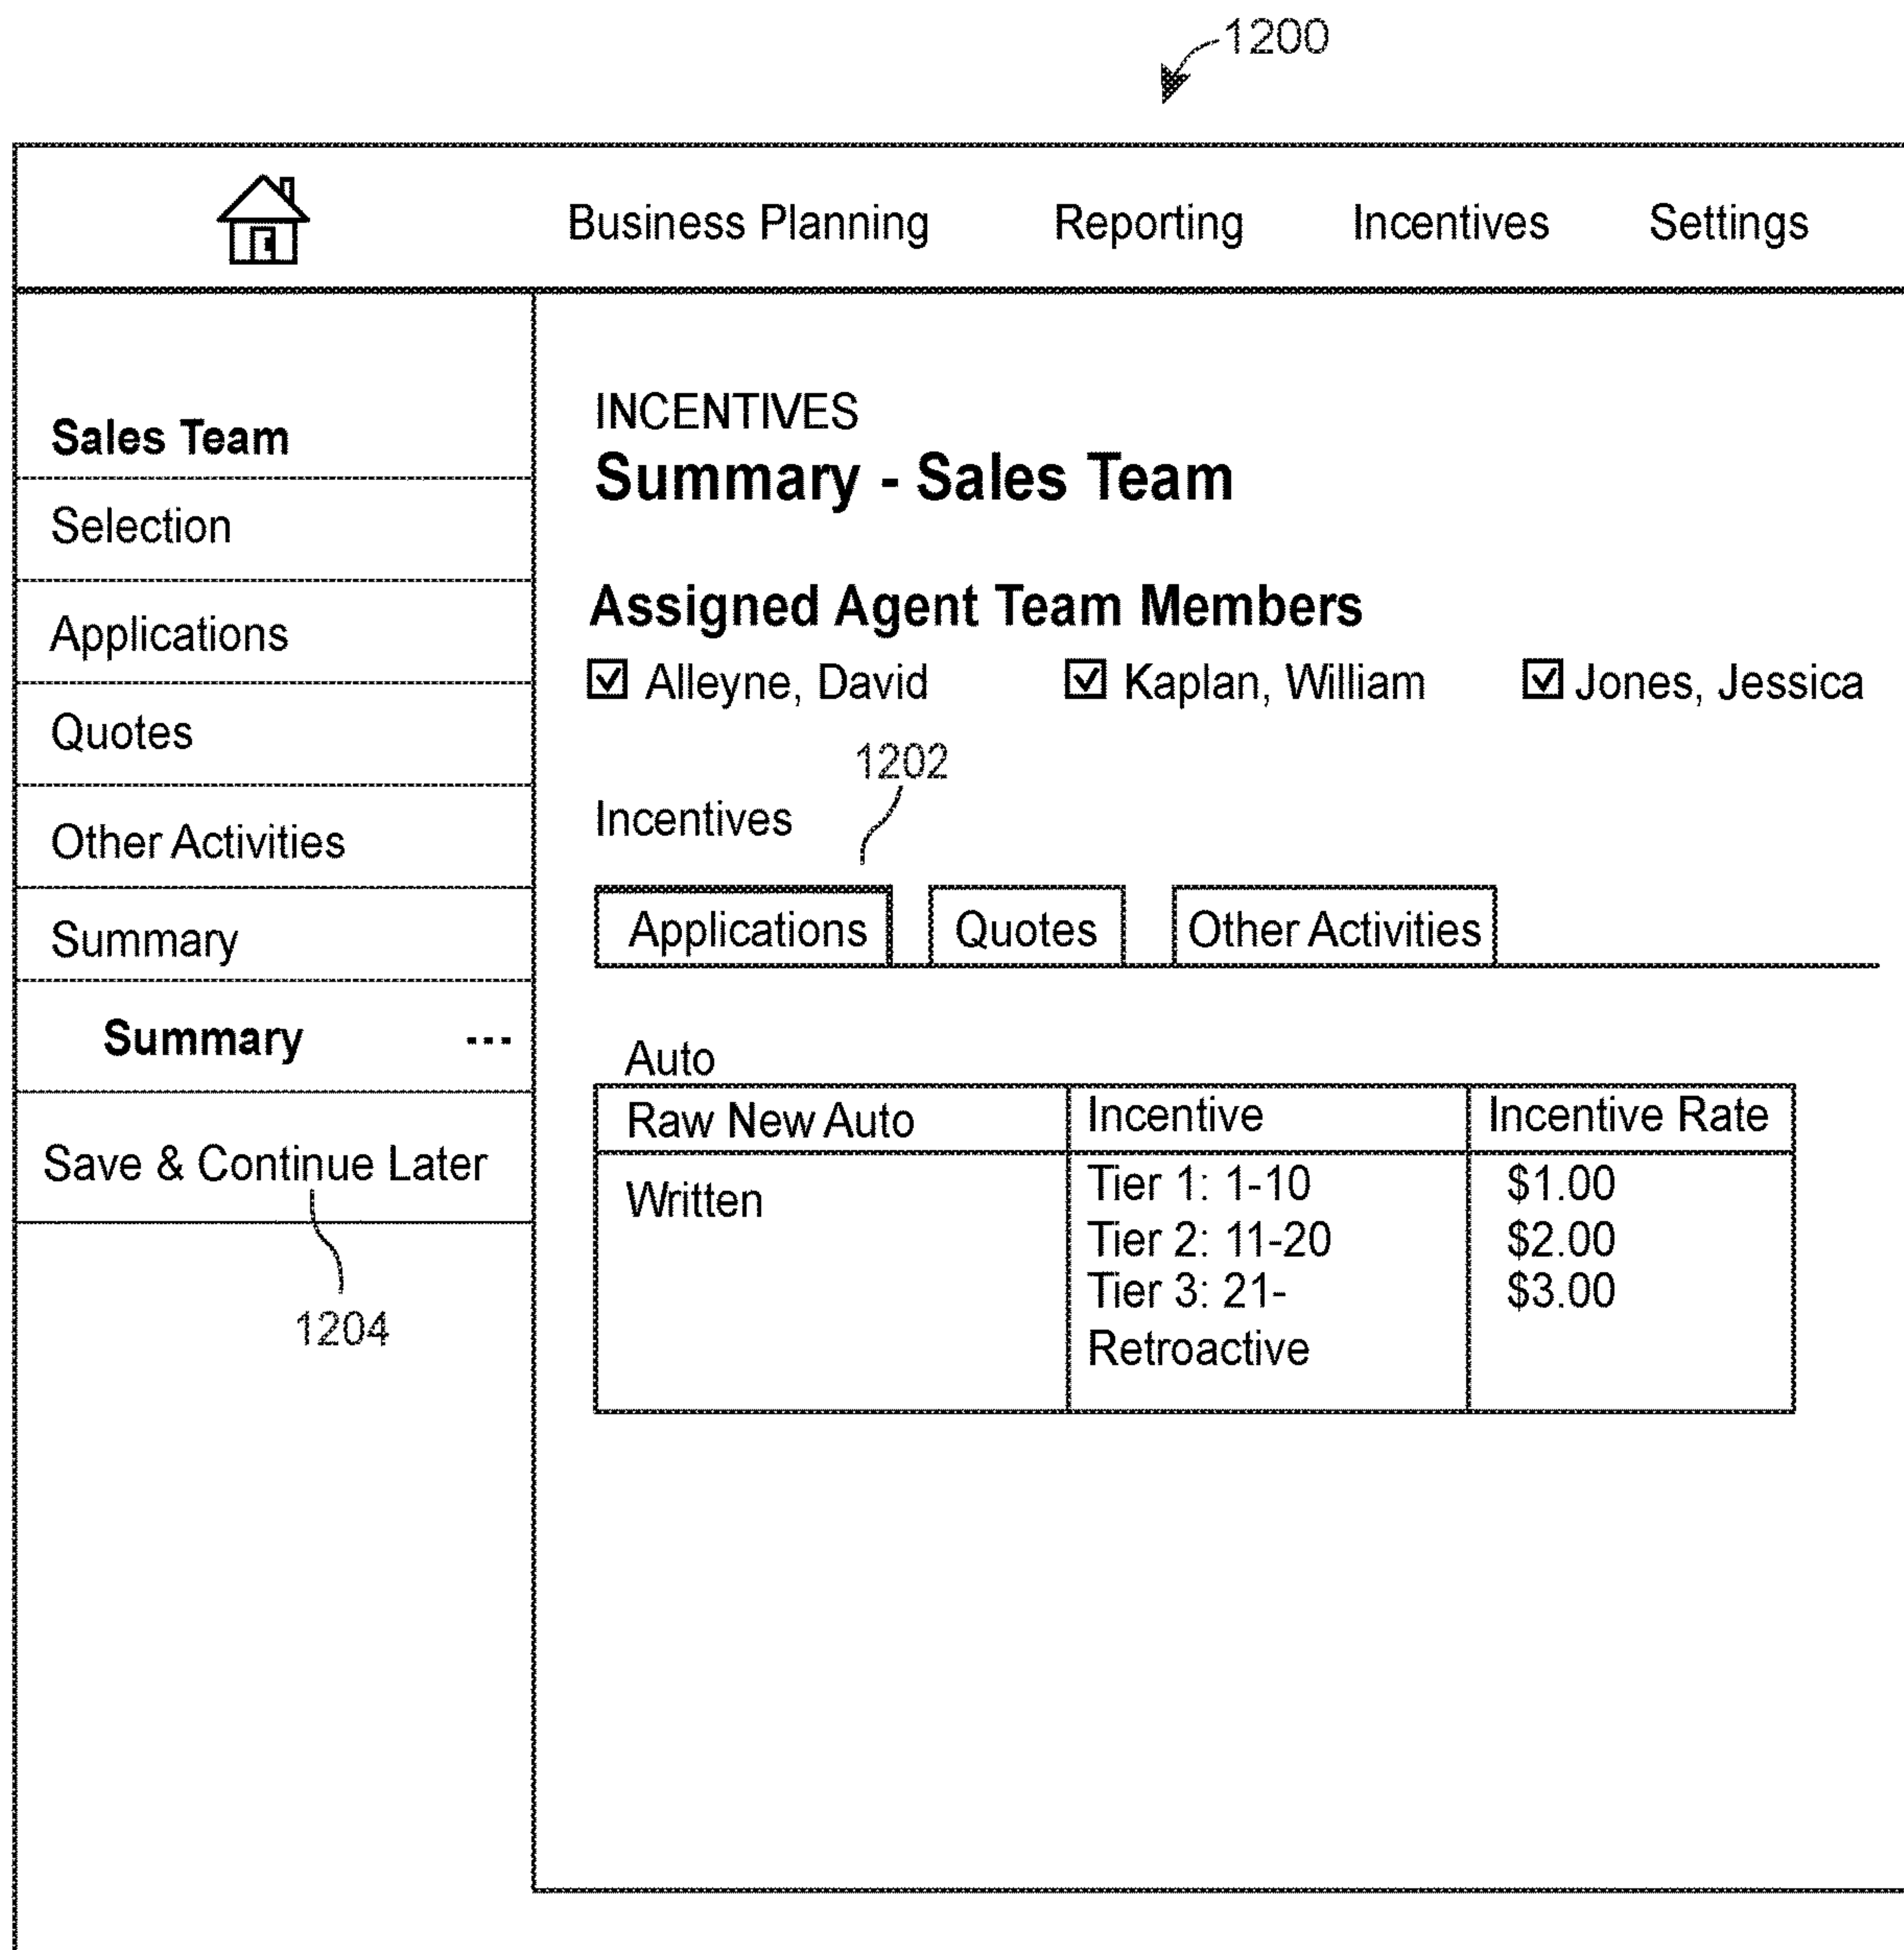 1200
Business Planning Reporting Incentives Settings
Sales Team
Selection
Applications
Quotes
Other Activities
Summary
Summary ---
Save & Continue Later
1204
INCENTIVES
Summary - Sales Team
Assigned Agent Team Members
Alleyne, David Kaplan, William Jones, Jessica
1202
Incentives
Applications Quotes Other Activities
Auto
Raw New Auto Incentive Incentive Rate
Written Tier 1: 1-10 $1.00
Tier 2: 11-20 $2.00
Tier 3: 21- $3.00
Retroactive